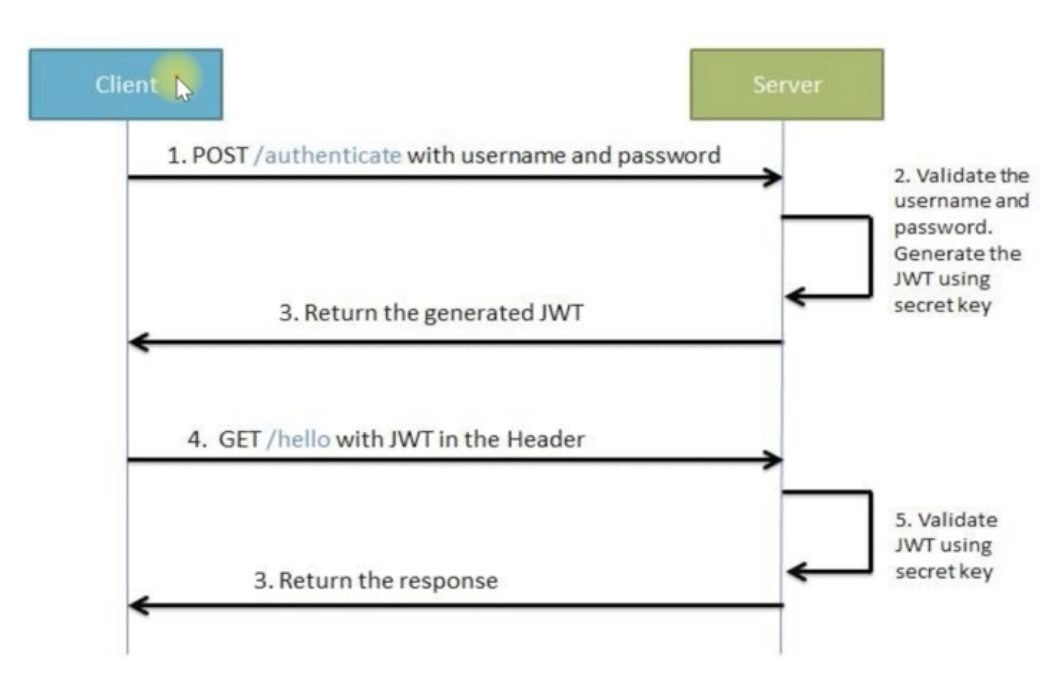 Client
Server
1. POST /authenticate with username and password
2. Validate the
username and
password.
Generate the
JWT using
secret key
3. Return the generated JWT
4. GET /hello with JWT in the Header
5. Validate
JWT using
secret key
3. Return the response